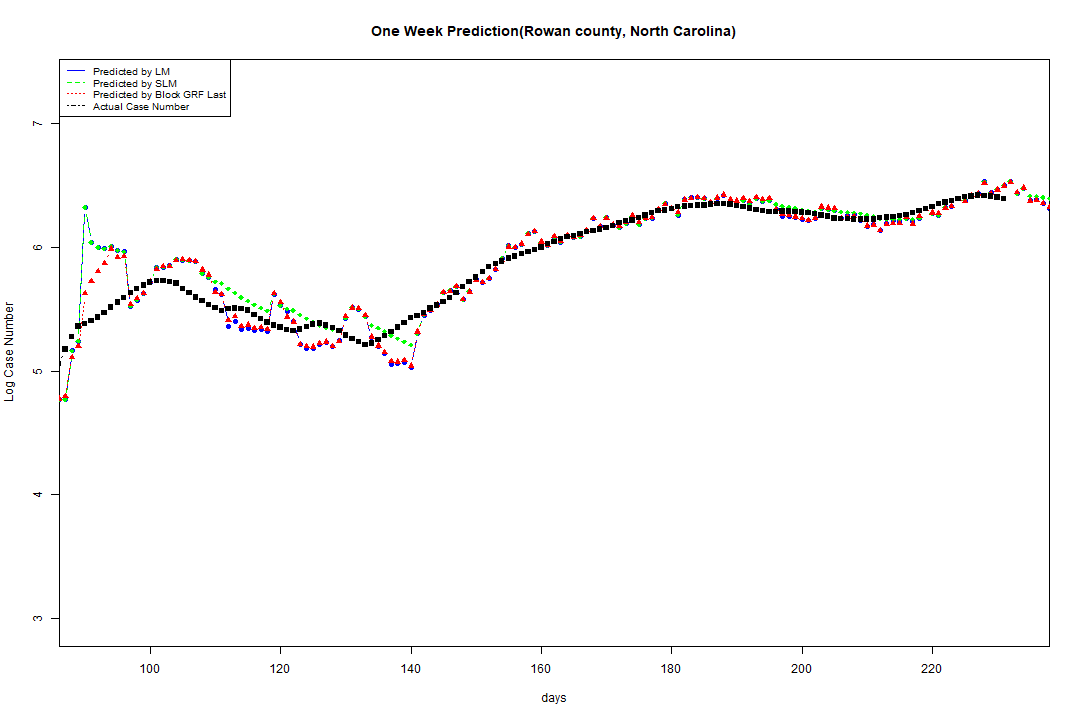 One Week Prediction(Rowan county, North Carolina)
Predicted by LM
Predicted by SLM
Predicted by Block GRF Last
Actual Case Number
7
6
5
4
3
Log Case Number
100 120 140 160 180 200 220
days